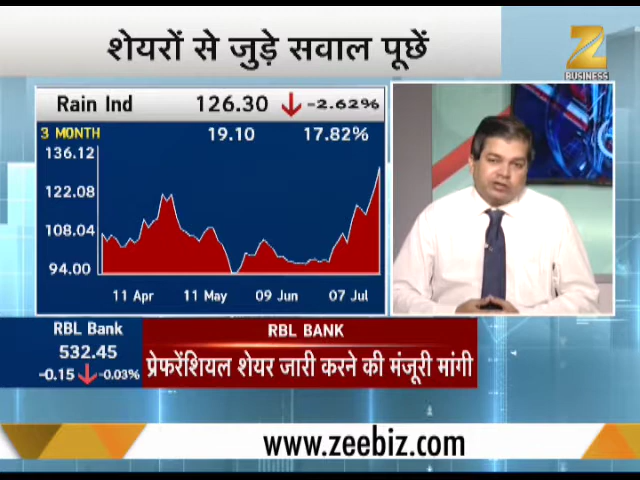 शेयरों से जुड़े सवाल पूछें
Z
ZEE BUSINESS
Rain Ind 126.30 -2.62%
3 MONTH 19.10 17.82%
136.12
122.08
108.04
94.00
11 Apr 11 May 09 Jun 07 Jul
RBL Bank
532.45
-0.15 -0.03%
RBL BANK
प्रेफरेंशियल शेयर जारी करने की मंजूरी मांगी
www.zeebiz.com